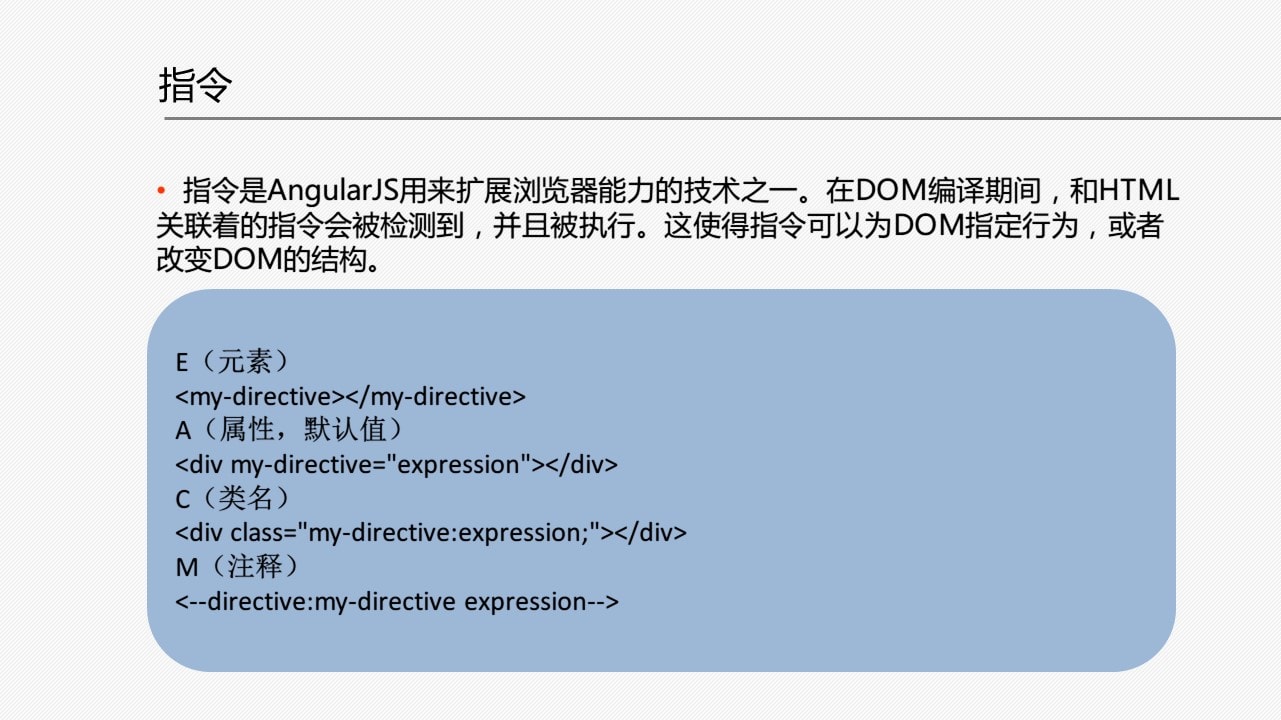 指令
• 指令是AngularJS用来扩展浏览器能力的技术之一。在DOM编译期间，和HTML
关联着的指令会被检测到，并且被执行。这使得指令可以为DOM指定行为，或者
改变DOM的结构。
E（元素）
<my-directive></my-directive>
A（属性，默认值）
<div my-directive="expression"></div>
C（类名）
<div class="my-directive:expression;"></div>
M（注释）
<--directive:my-directive expression-->